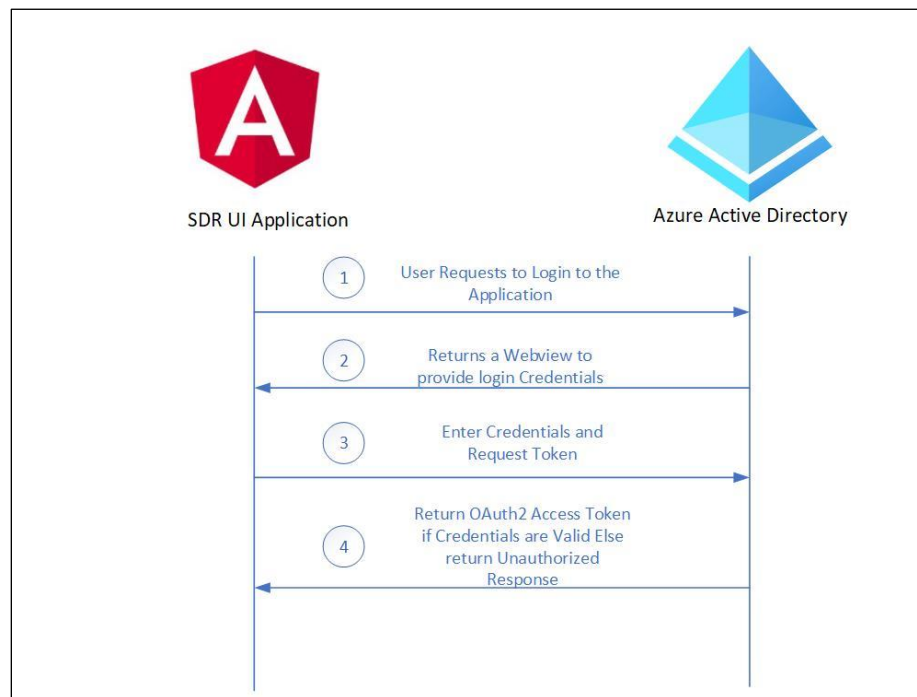 A
SDR UI Application
Azure Active Directory
1
User Requests to Login to the
Application
2
Returns a Webview to
provide login Credentials
3
Enter Credentials and
Request Token
4
Return OAuth2 Access Token
if Credentials are Valid Else
return Unauthorized
Response